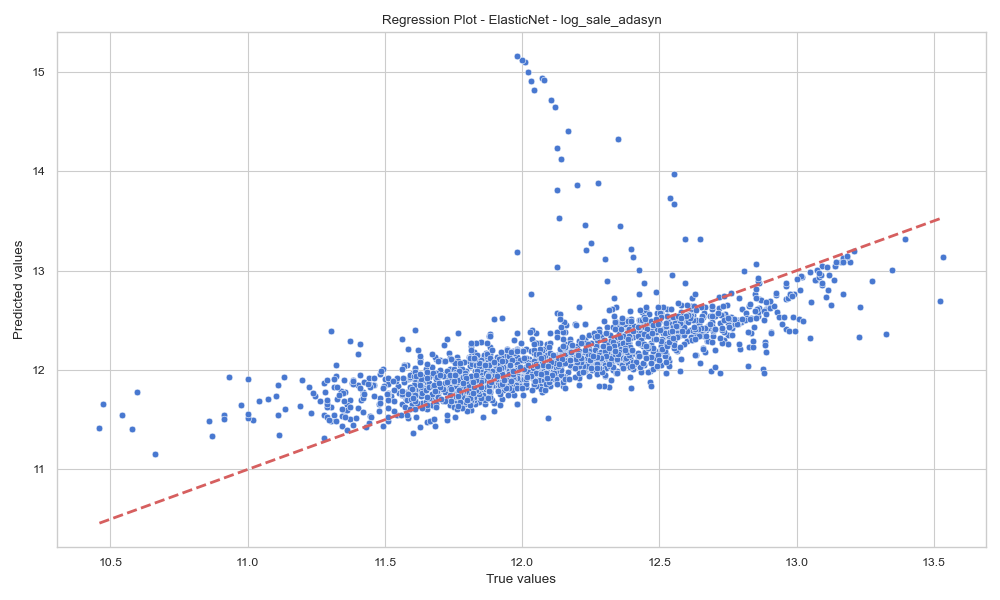 Regression Plot - ElasticNet - log_sale_adasyn
Predicted values
15
14
13
12
11
10.5 11.0 11.5 12.0 12.5 13.0 13.5
True values